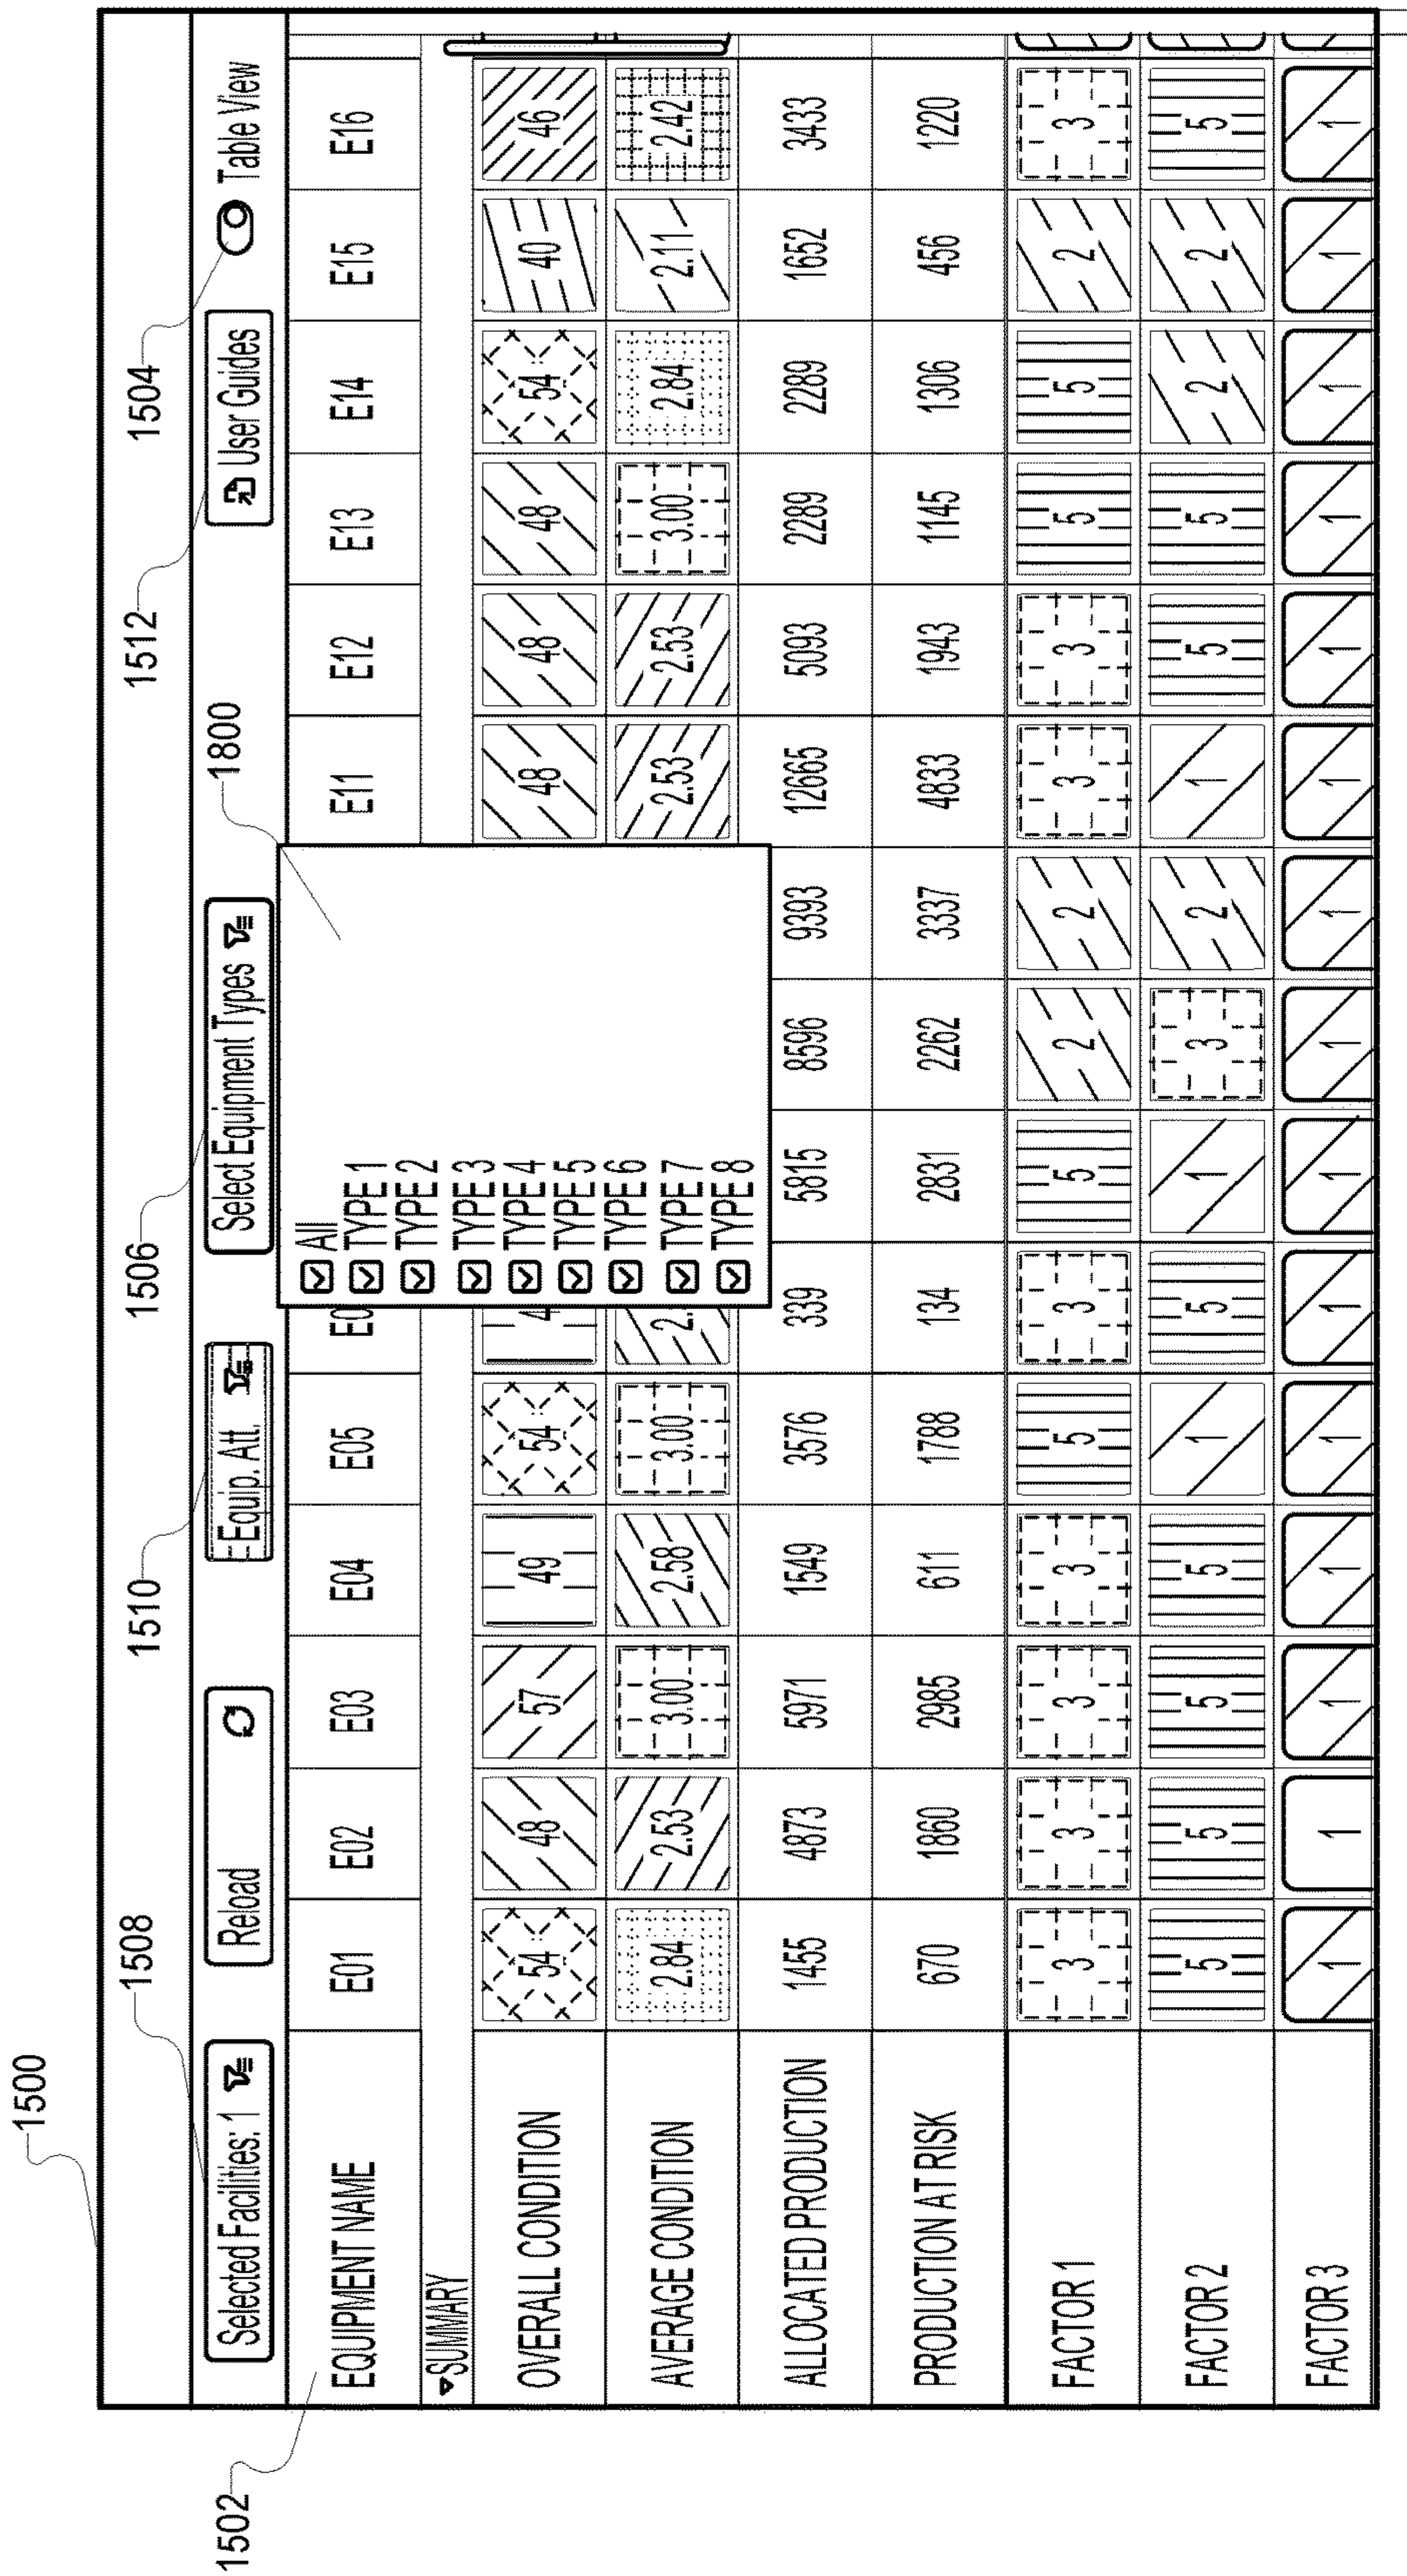 1500
1508
1510
1506
1512
1504
Selected Facilities: 1
Reload
Equip. Att.
Select Equipment Types
User Guides
Table View
1800
1502
EQUIPMENT NAME E01 E02 E03 E04 E05 E0 E11 E12 E13 E14 E15 E16
SUMMARY
All
TYPE 1
TYPE 2
TYPE 3
TYPE 4
TYPE 5
TYPE 6
TYPE 7
TYPE 8
OVERALL CONDITION 54 48 57 49 54 4 48 48 48 54 40 46
AVERAGE CONDITION 2.84 2.53 3.00 2.58 3.00 2. 2.53 2.53 3.00 2.84 2.11 2.42
ALLOCATED PRODUCTION 1455 4873 5971 1549 3576 339 5815 8596 9393 12665 5093 2289 2289 1652 3433
PRODUCTION AT RISK 670 1860 2985 611 1788 134 2831 2262 3337 4833 1943 1145 1306 456 1220
FACTOR 1 3 3 3 3 5 3 5 2 2 3 3 5 5 2 3
FACTOR 2 5 5 5 5 1 5 1 3 2 1 5 5 2 2 5
FACTOR 3 1 1 1 1 1 1 1 1 1 1 1 1 1 1 1